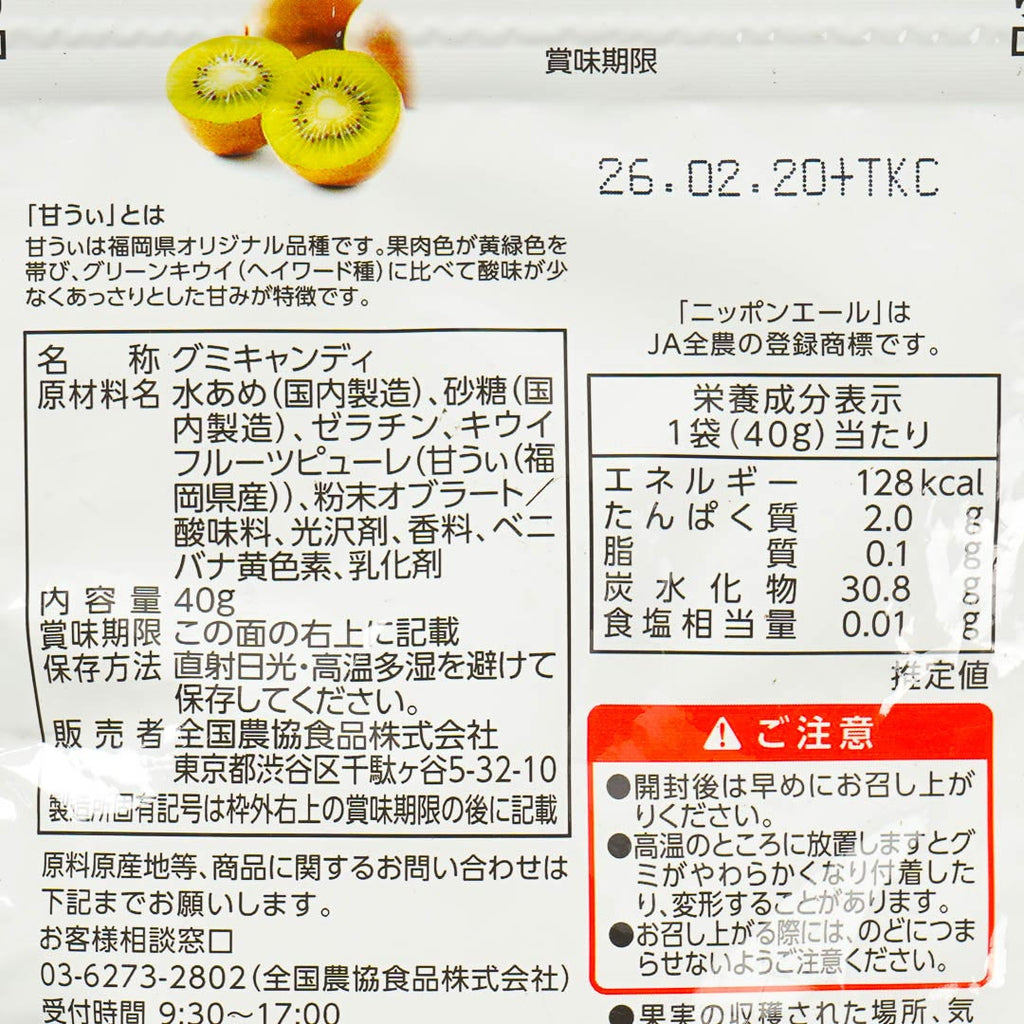 賞味期限
26.02.20+TKC
「甘うぃ」とは
甘うぃは福岡県オリジナル品種です。果肉色が黄緑色を
帯び、グリーンキウイ(ヘイワード種)に比べて酸味が少
なくあっさりとした甘みが特徴です。
名 称 グミキャンディ
原材料名 水あめ(国内製造)、砂糖(国
内製造)、ゼラチン、キウイ
フルーツピューレ(甘うぃ(福
岡県産))、粉末オブラート/
酸味料、光沢剤、香料、ベニ
バナ黄色素、乳化剤
内容量 40g
賞味期限 この面の右上に記載
保存方法 直射日光・高温多湿を避けて
保存してください。
販売者 全国農協食品株式会社
東京都渋谷区千駄ヶ谷5-32-10
製造所固有記号は枠外右上の賞味期限の後に記載
原料原産地等、商品に関するお問い合わせは
下記までお願いします。
お客様相談窓口
03-6273-2802(全国農協食品株式会社)
受付時間 9:30〜17:00
「ニッポンエール」は
JA全農の登録商標です。
栄養成分表示
1袋(40g)当たり
エネルギー 128kcal
たんぱく質 2.0 g
脂質 0.1 g
炭水化物 30.8 g
食塩相当量 0.01 g
推定値
ご注意
●開封後は早めにお召し上が
りください。
●高温のところに放置しますとグ
ミがやわらかくなり付着した
り、変形することがあります。
●お召し上がる際には、のどにつま
らせないようご注意ください。
●果実の収穫された場所、気